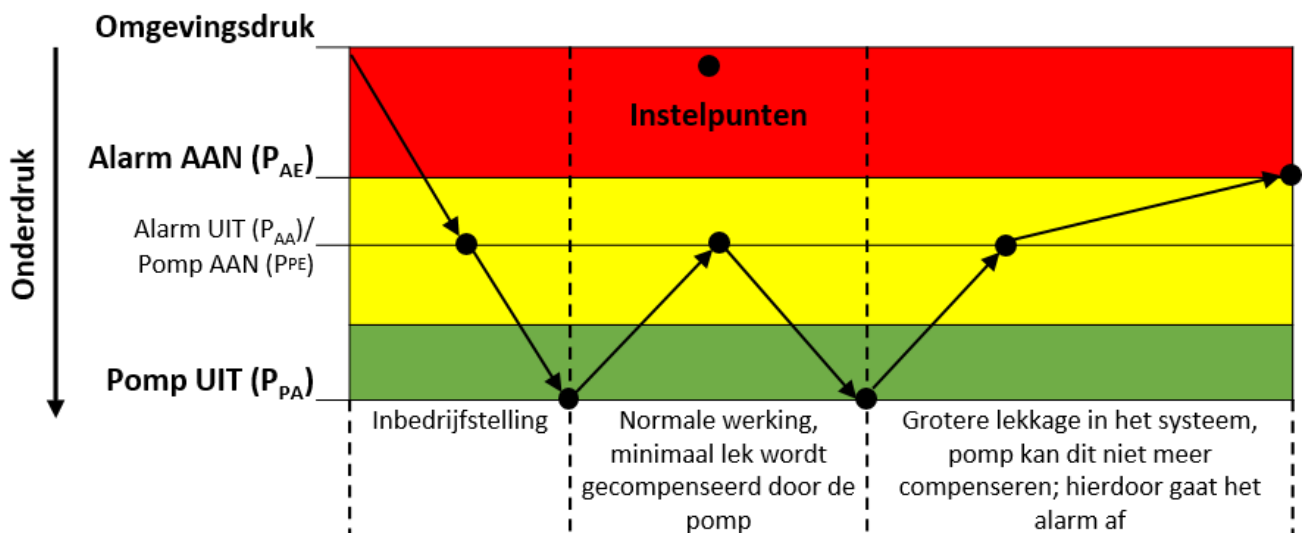 Omgevingsdruk
Instelpunten
Alarm AAN (PAE)
Alarm UIT (PAA)/
Pomp AAN (PPE)
Onderdruk
Pomp UIT (PPA)
Inbedrijfstelling
Normale werking,
minimaal lek wordt
gecompenseerd door de
pomp
Grotere lekkage in het systeem,
pomp kan dit niet meer
compenseren; hierdoor gaat het
alarm af